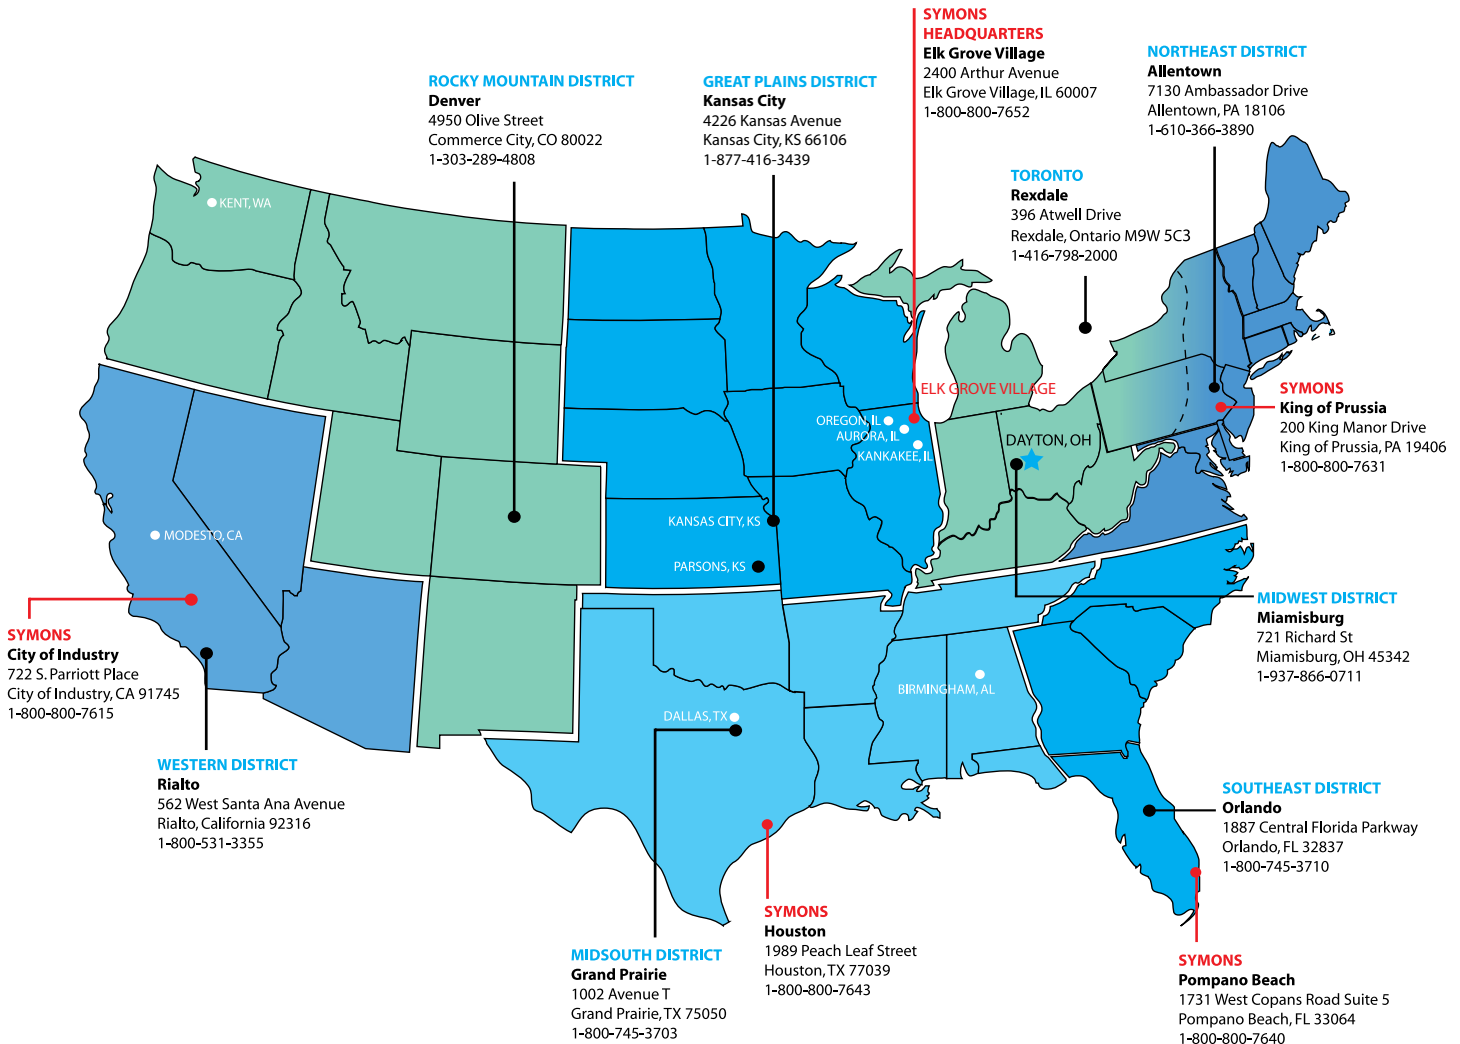 SYMONS
HEADQUARTERS
Elk Grove Village
2400 Arthur Avenue
Elk Grove Village, IL 60007
1-800-800-7652
NORTHEAST DISTRICT
Allentown
7130 Ambassador Drive
Allentown, PA 18106
1-610-366-3890
ROCKY MOUNTAIN DISTRICT
Denver
4950 Olive Street
Commerce City, CO 80022
1-303-289-4808
GREAT PLAINS DISTRICT
Kansas City
4226 Kansas Avenue
Kansas City, KS 66106
1-877-416-3439
TORONTO
Rexdale
396 Atwell Drive
Rexdale, Ontario M9W 5C3
1-416-798-2000
KENT, WA
ELK GROVE VILLAGE
OREGON, IL
AURORA, IL
KANKAKEE, IL
DAYTON, OH
SYMONS
King of Prussia
200 King Manor Drive
King of Prussia, PA 19406
1-800-800-7631
KANSAS CITY, KS
PARSONS, KS
MODESTO, CA
MIDWEST DISTRICT
Miamisburg
721 Richard St
Miamisburg, OH 45342
1-937-866-0711
SYMONS
City of Industry
722 S. Parriott Place
City of Industry, CA 91745
1-800-800-7615
BIRMINGHAM, AL
DALLAS, TX
WESTERN DISTRICT
Rialto
562 West Santa Ana Avenue
Rialto, California 92316
1-800-531-3355
SOUTHEAST DISTRICT
Orlando
1887 Central Florida Parkway
Orlando, FL 32837
1-800-745-3710
SYMONS
Houston
1989 Peach Leaf Street
Houston, TX 77039
1-800-800-7643
MIDSOUTH DISTRICT
Grand Prairie
1002 Avenue T
Grand Prairie, TX 75050
1-800-745-3703
SYMONS
Pompano Beach
1731 West Copans Road Suite 5
Pompano Beach, FL 33064
1-800-800-7640